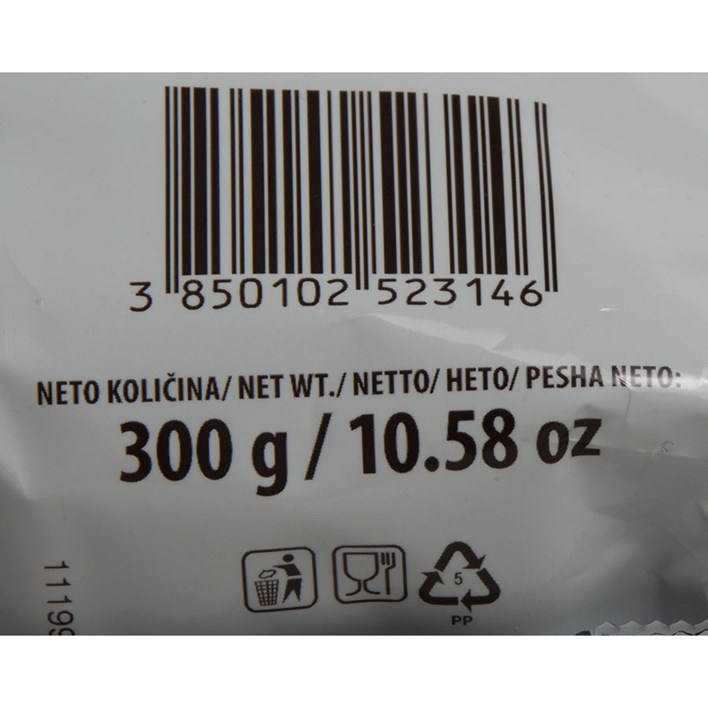 3 850102 523146
NETO KOLIČINA/ NET WT./ NETTO/ НЕТО/ PESHA NETO:
300 g / 10.58 oz
5
PP